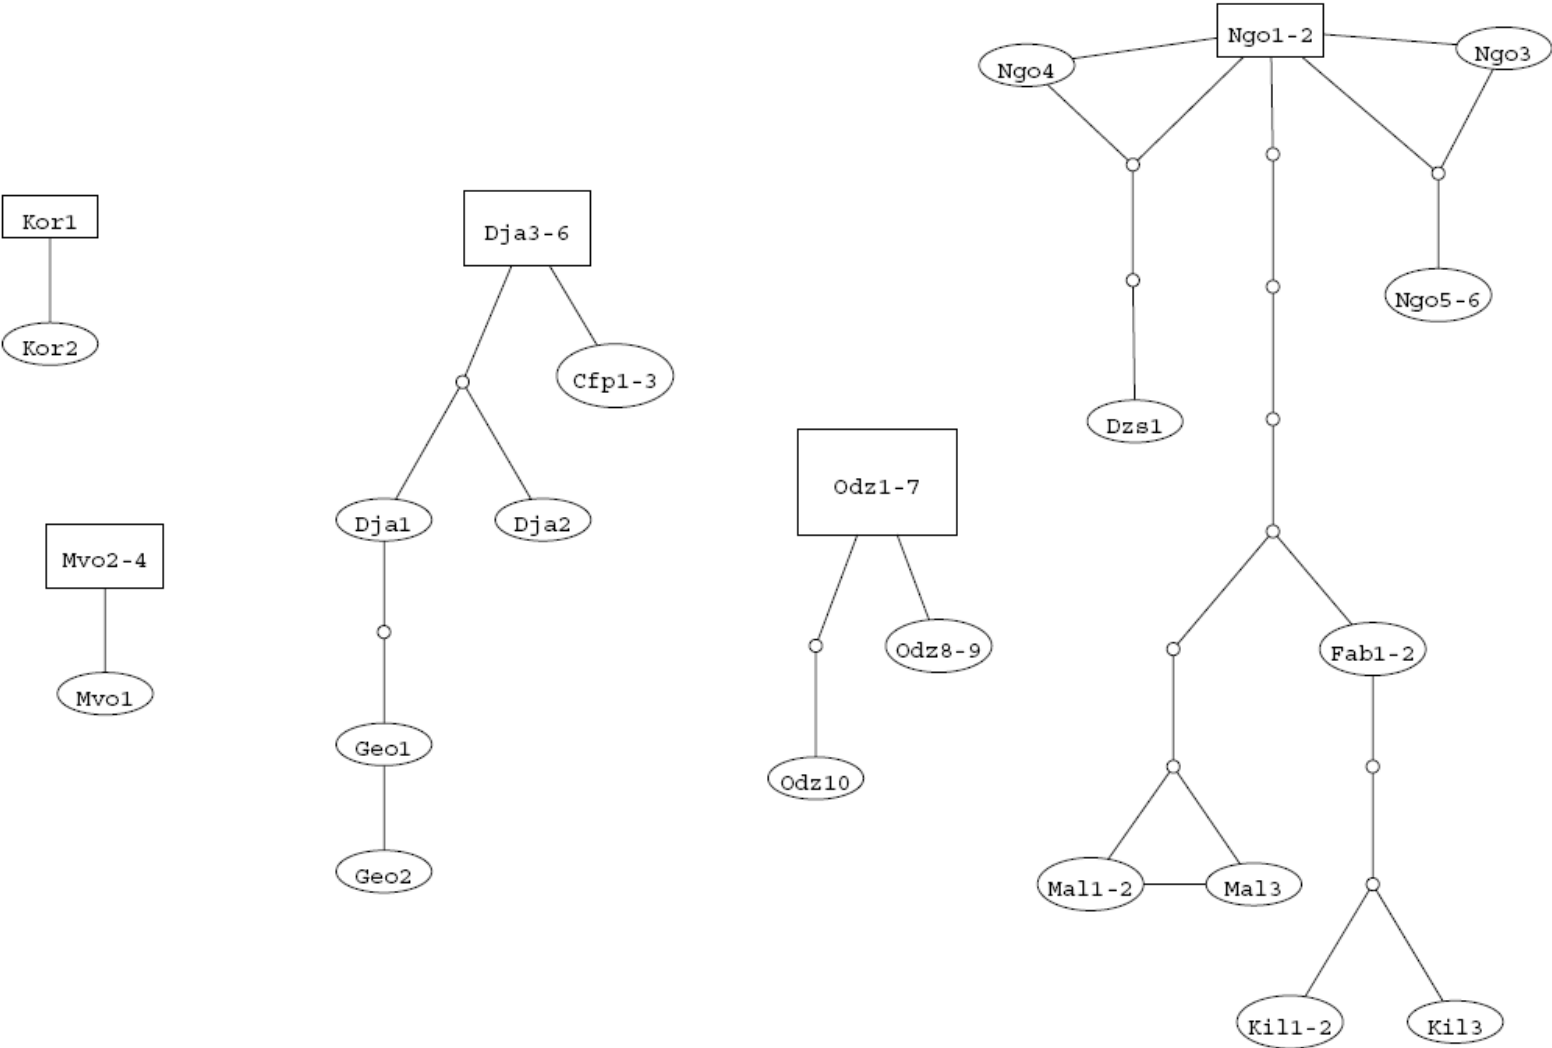 Ngo1-2
Ngo3
Ngo4
Kor1
Dja3-6
Ngo5-6
Kor2
Cfp1-3
Dzs1
Odz1-7
Dja1
Dja2
Mvo2-4
Odz8-9
Fab1-2
Mvo1
Geo1
Odz10
Geo2
Mal1-2
Mal3
Kil1-2
Kil3